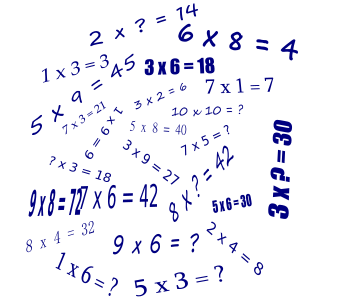 2 x ? = 14
6 x 8 = 4
1 x 3 = 3
3 x 6 = 18
5 x 9 = 45
7 x 1 = 7
3 x 2 = 6
7 x 3 = 21
10 x 10 = ?
1 x 6 = 6
5 x 8 = 40
7 x 5 = ?
3 x ? = 30
? x 3 = 18
3 x 9 = 27
8 x ? = 42
9 x 8 = 72
7 x 6 = 42
5 x 6 = 30
8 x 4 = 32
9 x 6 = ?
2 x 4 = 8
1 x 6 = ?
5 x 3 = ?